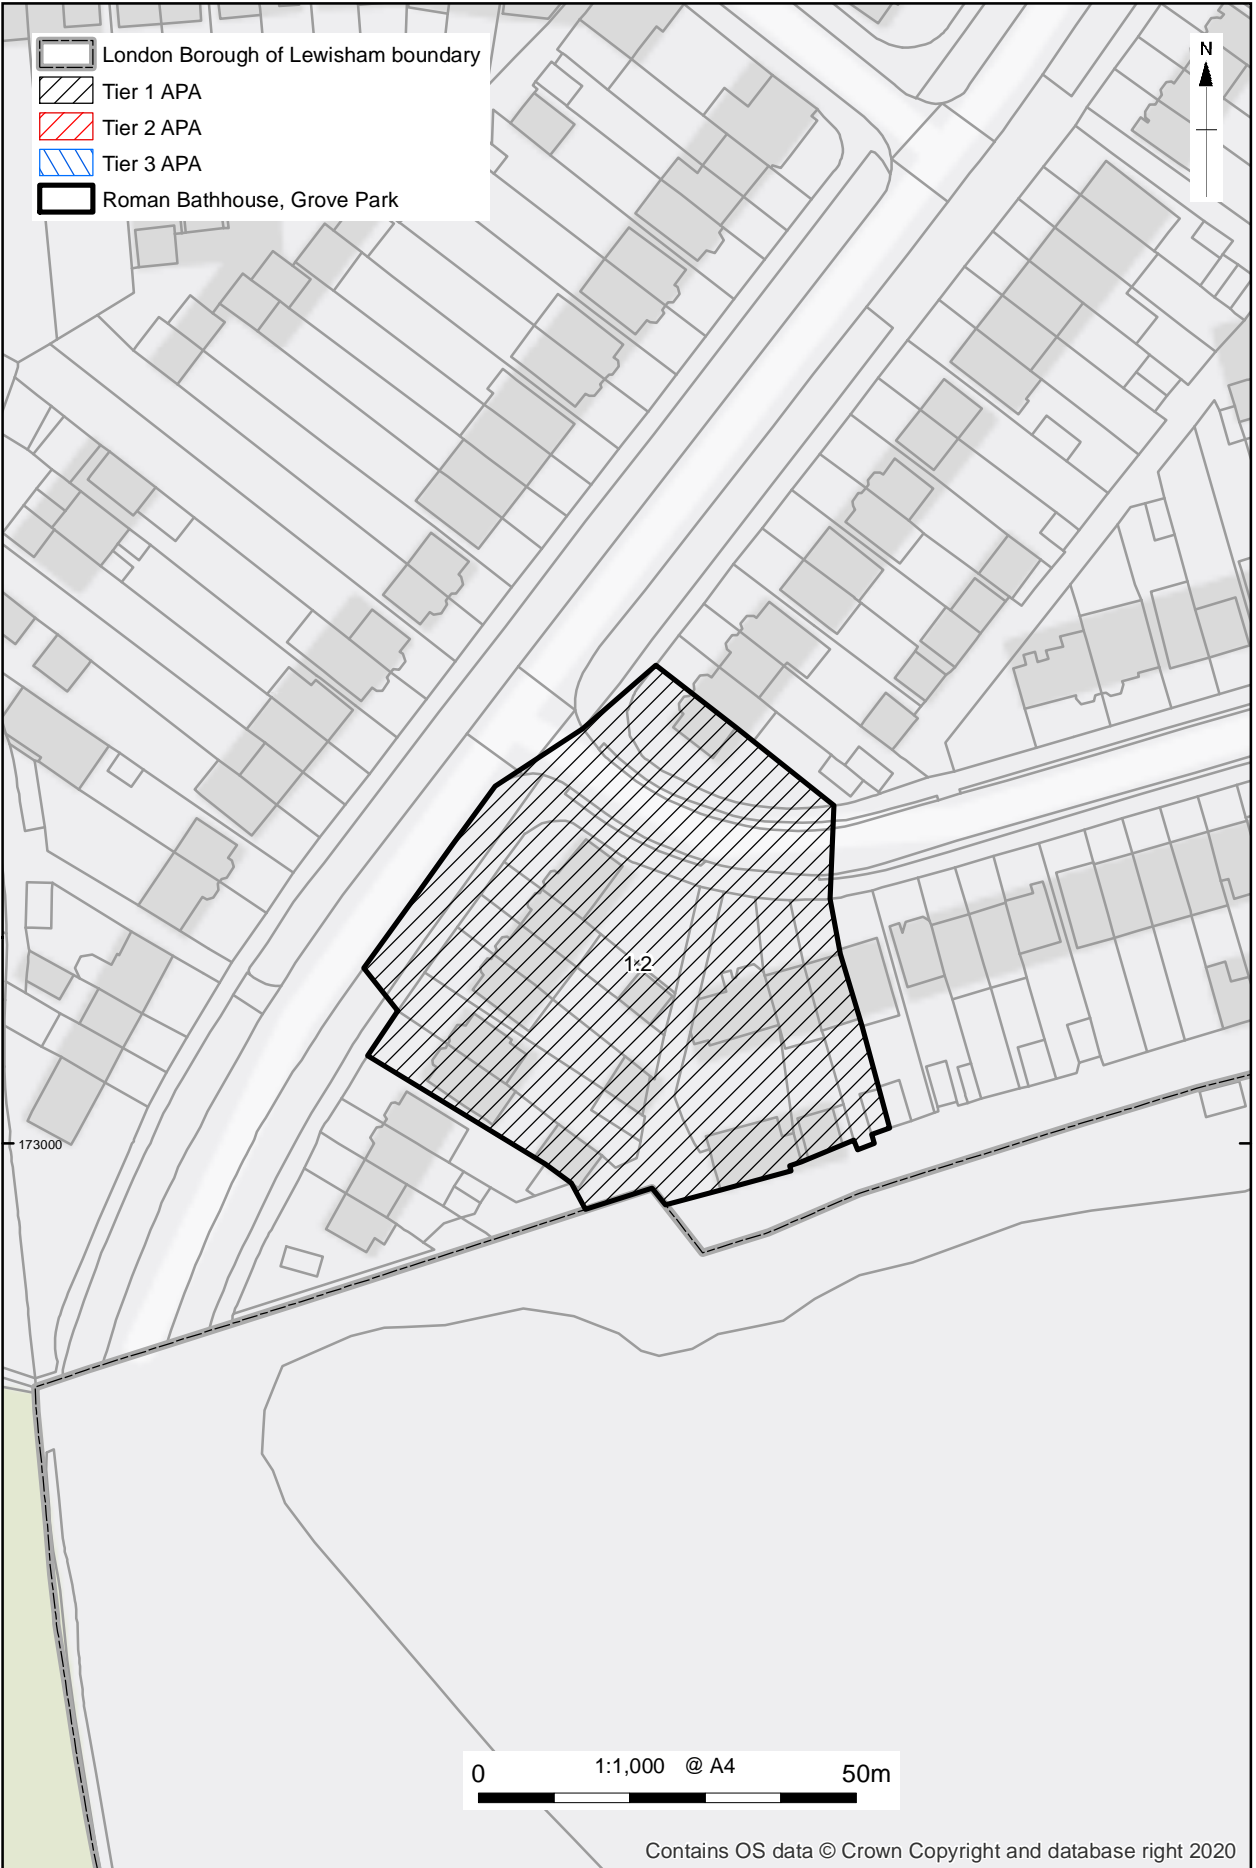 London Borough of Lewisham boundary
Tier 1 APA
Tier 2 APA
Tier 3 APA
Roman Bathhouse, Grove Park
N
1.2
173000
1:1,000 @ A4
0 50m
Contains OS data © Crown Copyright and database right 2020